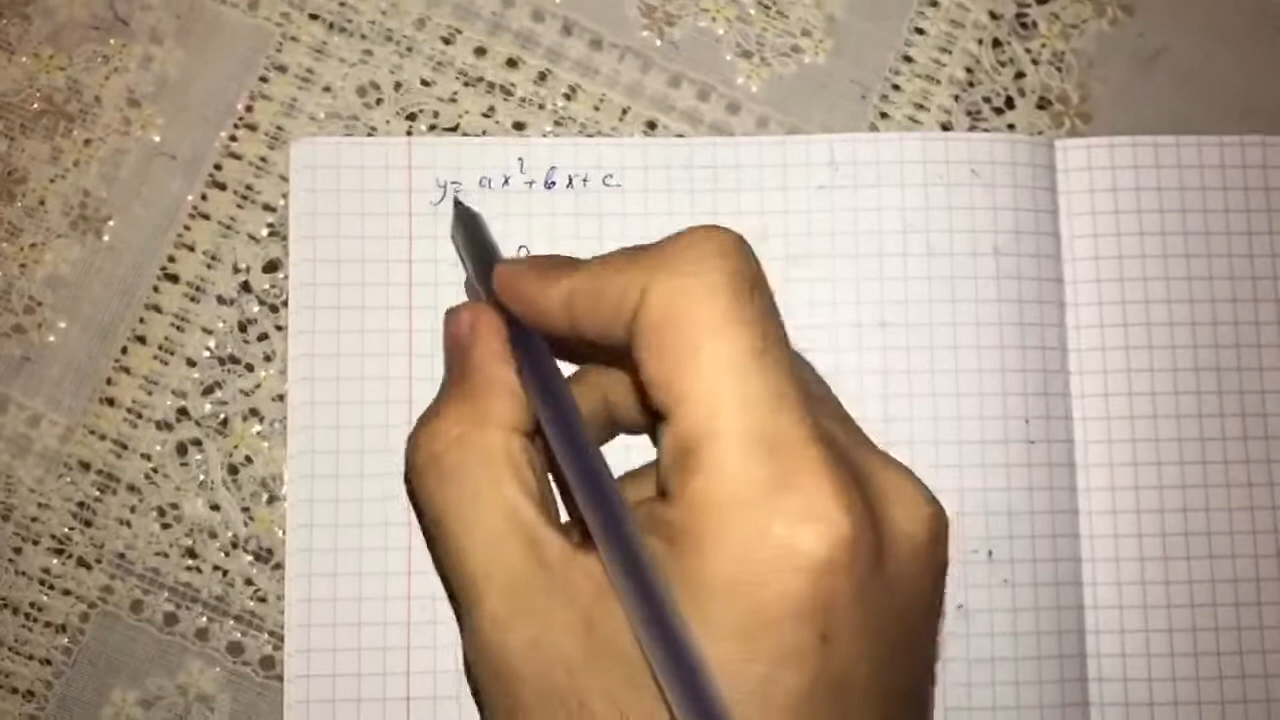 y = ax² + bx + c